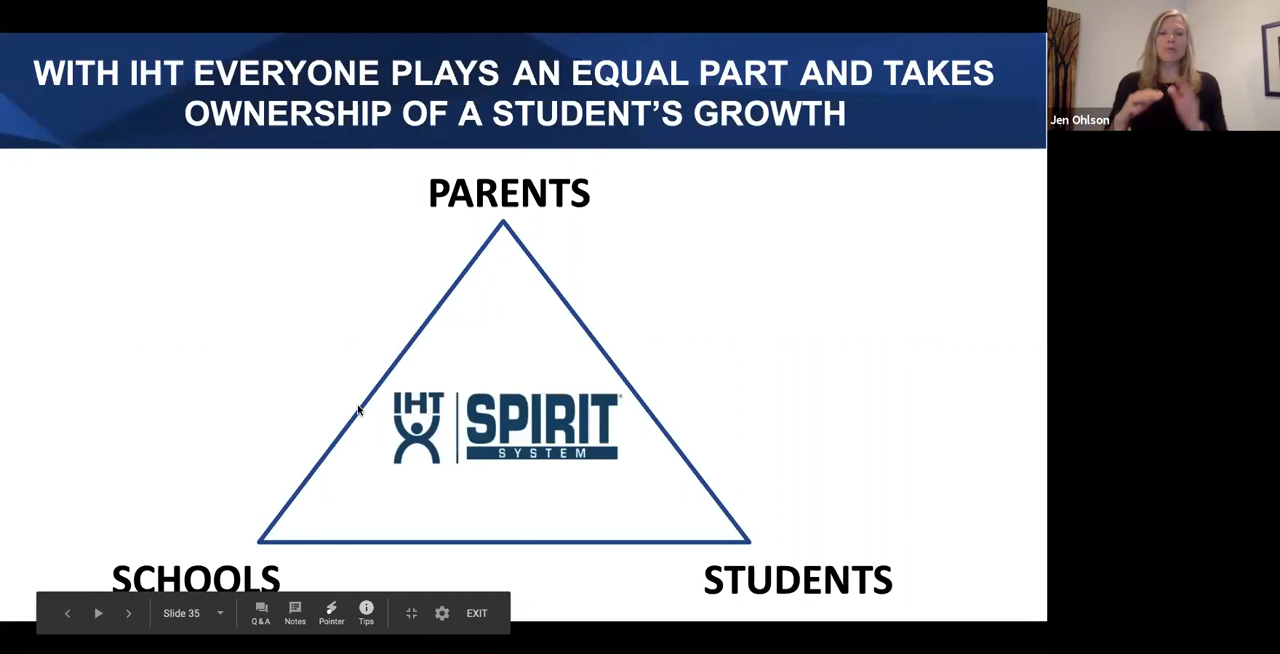 WITH IHT EVERYONE PLAYS AN EQUAL PART AND TAKES
OWNERSHIP OF A STUDENT'S GROWTH
Jen Ohlson
PARENTS
IHT
SPIRIT
SYSTEM
SCHOOLS
STUDENTS
Slide 35
Q & A
Notes
Pointer
Tips
EXIT